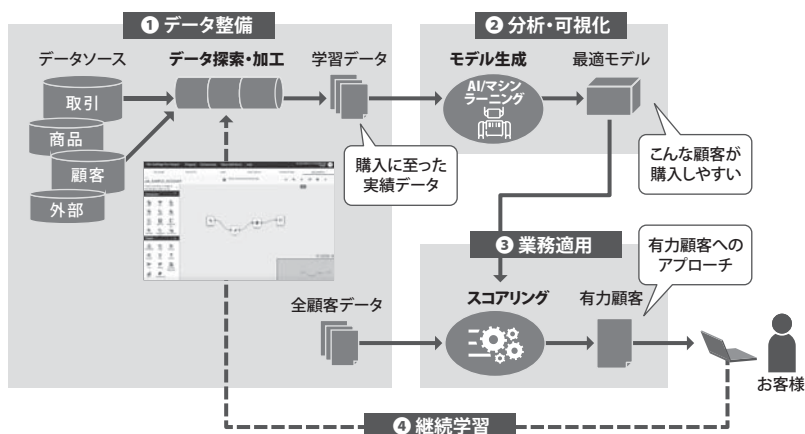 ❶ データ整備
データソース
データ探索・加工
学習データ
取引
商品
顧客
外部
購入に至った
実績データ
全顧客データ
❷ 分析・可視化
モデル生成
最適モデル
AI/マシン
ラーニング
こんな顧客が
購入しやすい
❸ 業務適用
スコアリング
有力顧客
有力顧客への
アプローチ
お客様
❹ 継続学習